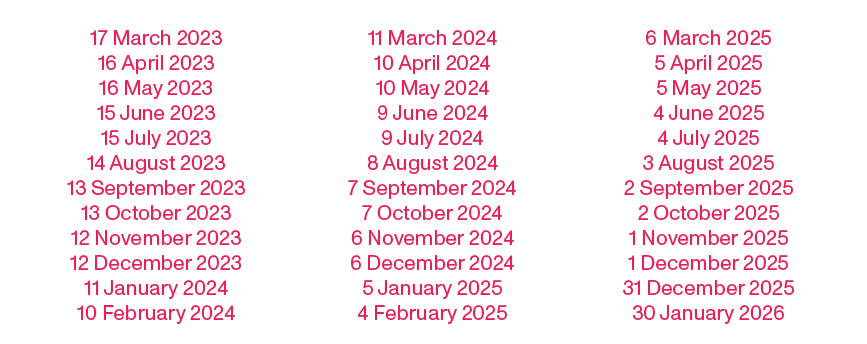 17 March 2023
16 April 2023
16 May 2023
15 June 2023
15 July 2023
14 August 2023
13 September 2023
13 October 2023
12 November 2023
12 December 2023
11 January 2024
10 February 2024
11 March 2024
10 April 2024
10 May 2024
9 June 2024
9 July 2024
8 August 2024
7 September 2024
7 October 2024
6 November 2024
6 December 2024
5 January 2025
4 February 2025
6 March 2025
5 April 2025
5 May 2025
4 June 2025
4 July 2025
3 August 2025
2 September 2025
2 October 2025
1 November 2025
1 December 2025
31 December 2025
30 January 2026